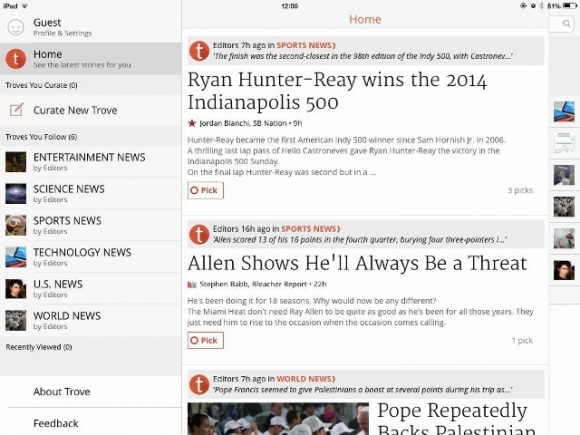 iPad
12:00
51%
Guest
Profile & Settings
Home
See the latest stories for you
Troves You Curate (0)
Curate New Trove
Troves You Follow (6)
ENTERTAINMENT NEWS
by Editors
SCIENCE NEWS
by Editors
SPORTS NEWS
by Editors
TECHNOLOGY NEWS
by Editors
U.S. NEWS
by Editors
WORLD NEWS
by Editors
Recently Viewed (0)
About Trove
Feedback
Home
t Editors 7h ago in SPORTS NEWS⟩
'The finish was the second-closest in the 98th edition of the Indy 500, with Castronev...'
Ryan Hunter-Reay wins the 2014
Indianapolis 500
Jordan Bianchi, SB Nation • 9h
Hunter-Reay became the first American Indy 500 winner since Sam Hornish Jr. in 2006.
A thrilling last lap pass of Helio Castroneves gave Ryan Hunter-Reay the victory in the
Indianapolis 500 Sunday.
On the final lap Hunter-Reay was second but in a ...
Pick
3 picks
t Editors 16h ago in SPORTS NEWS⟩
'Allen scored 13 of his 16 points in the fourth quarter, burying four three-pointers i...'
Allen Shows He'll Always Be a Threat
Stephen Babb, Bleacher Report • 22h
He's been doing it for 18 seasons. Why would now be any different?
The Miami Heat don't need Ray Allen to be quite as good as he's been for all those years. They
just need him to rise to the occasion when the occasion comes calling.
Pick
1 pick
t Editors 7h ago in WORLD NEWS⟩
'Pope Francis seemed to give Palestinians a boost at several points during his trip as...'
Pope Repeatedly
Backs Palestinian